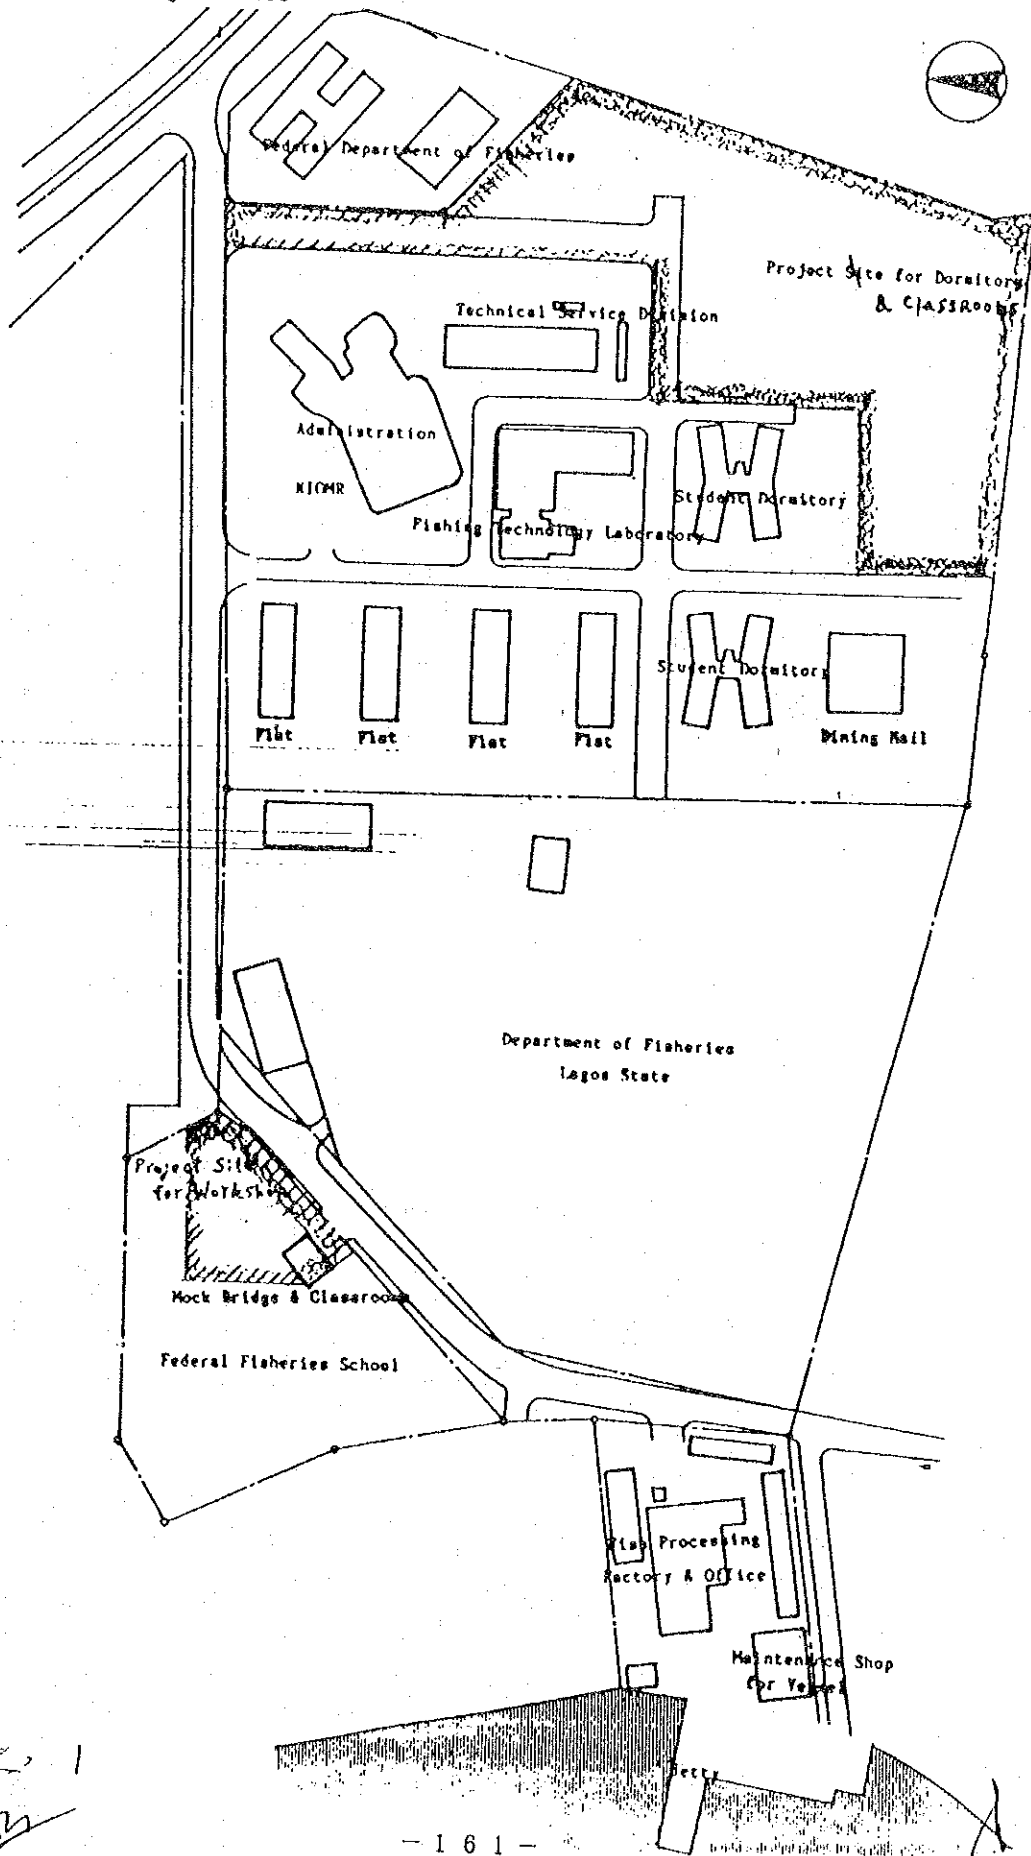 Federal Department of Fisheries
Project Site for Dormitory
& Classrooms
Technical Service Division
Administration
NIOMR
Student Dormitory
Fishing Technology Laboratory
Student Dormitory
Flat
Flat
Flat
Flat
Dining Hall
Department of Fisheries
Lagos State
Project Site
for Workshop
Mock Bridge & Classroom
Federal Fisheries School
Fish Processing
Factory & Office
Maintenance Shop
for Vessel
Jetty
-161-